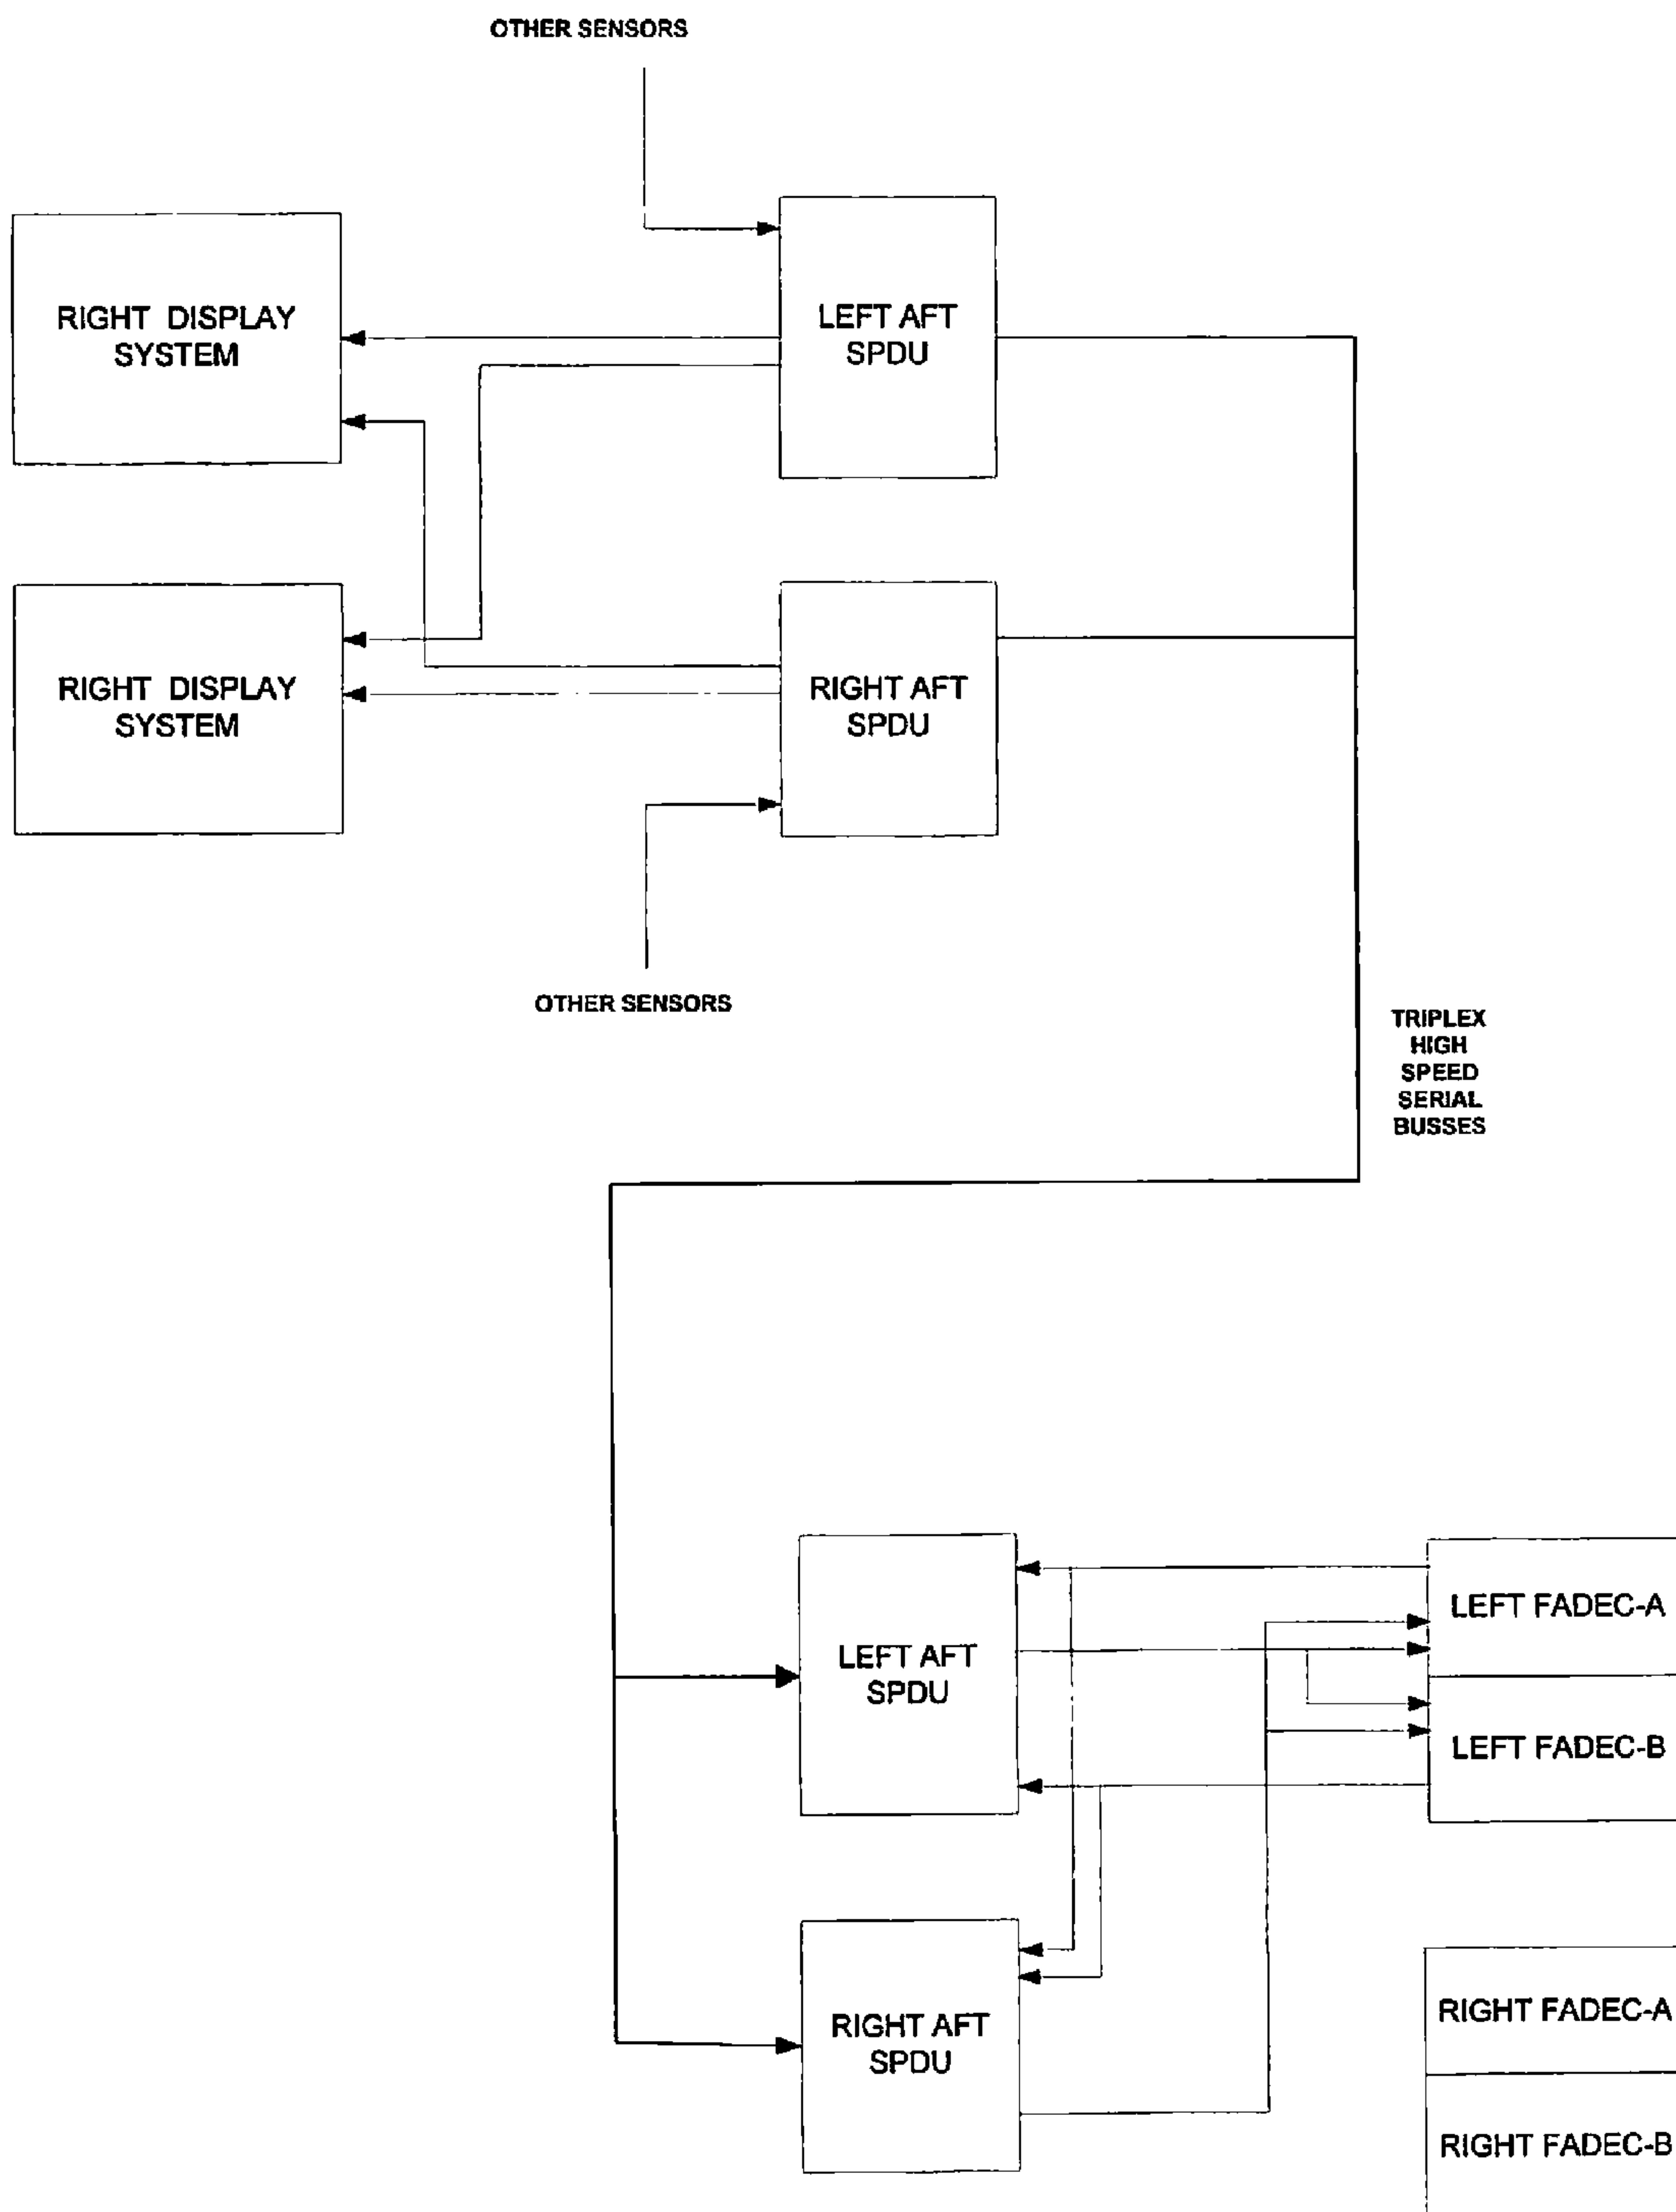 OTHER SENSORS
RIGHT DISPLAY
SYSTEM
LEFT AFT
SPDU
RIGHT DISPLAY
SYSTEM
RIGHT AFT
SPDU
OTHER SENSORS
TRIPLEX
HIGH
SPEED
SERIAL
BUSSES
LEFT AFT
SPDU
LEFT FADEC-A
LEFT FADEC-B
RIGHT AFT
SPDU
RIGHT FADEC-A
RIGHT FADEC-B